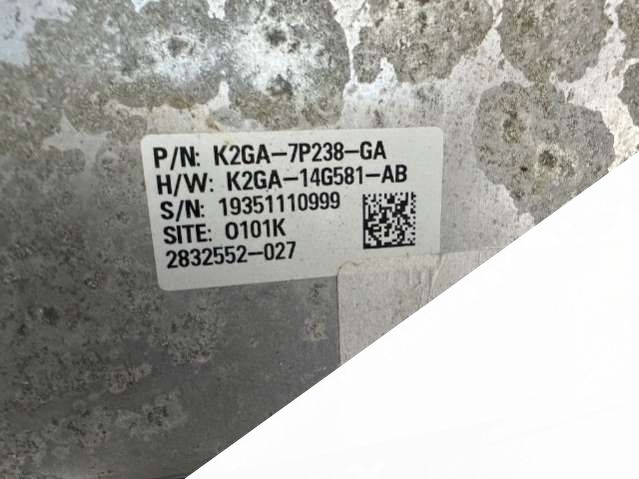 P/N: K2GA-7P238-GA
H/W: K2GA-14G581-AB
S/N: 19351110999
SITE: O101K
2832552-027